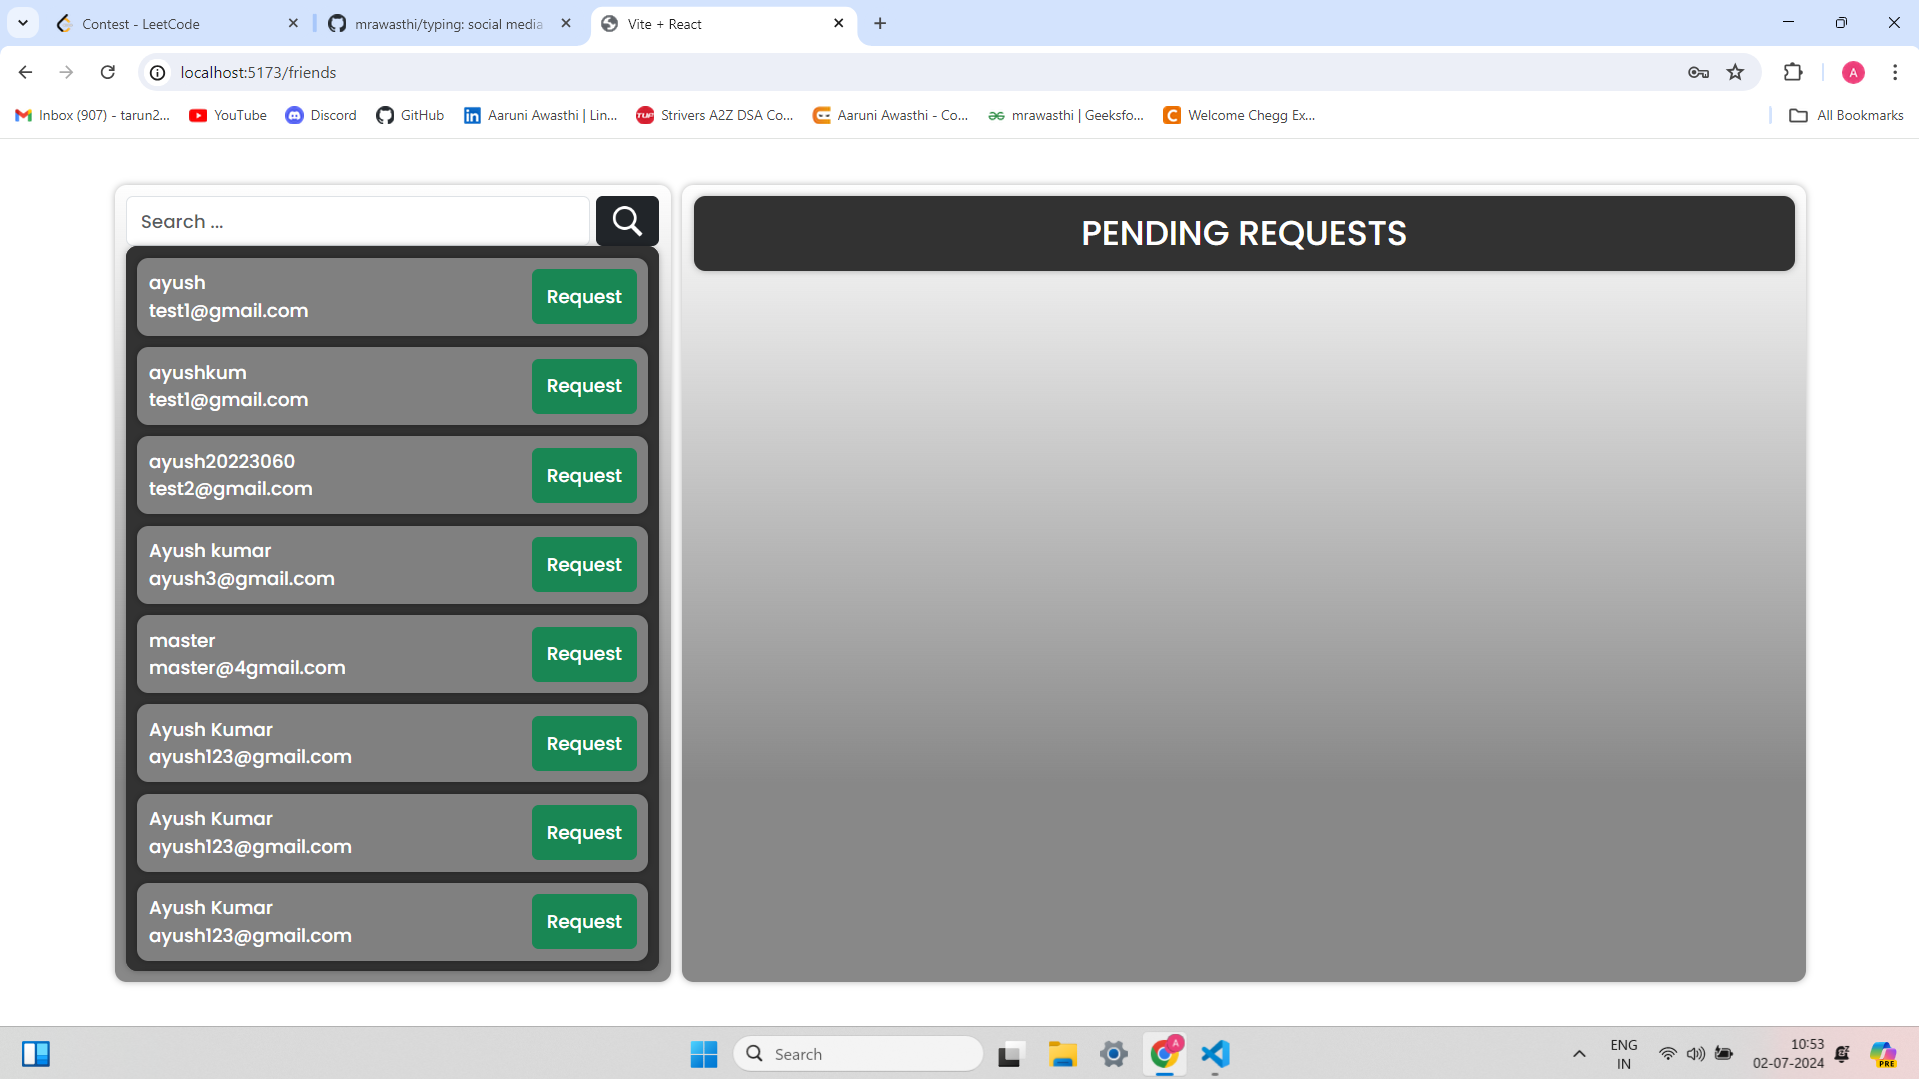 Contest - LeetCode
mrawasthi/typing: social media
Vite + React
localhost:5173/friends
A
Inbox (907) - tarun2...
YouTube
Discord
GitHub
Aaruni Awasthi | Lin...
Strivers A2Z DSA Co...
Aaruni Awasthi - Co...
mrawasthi | Geeksfo...
Welcome Chegg Ex...
All Bookmarks
Search ...
PENDING REQUESTS
ayush
test1@gmail.com
Request
ayushkum
test1@gmail.com
Request
ayush20223060
test2@gmail.com
Request
Ayush kumar
ayush3@gmail.com
Request
master
master@4gmail.com
Request
Ayush Kumar
ayush123@gmail.com
Request
Ayush Kumar
ayush123@gmail.com
Request
Ayush Kumar
ayush123@gmail.com
Request
Search
A
ENG
IN
10:53
02-07-2024
PRE